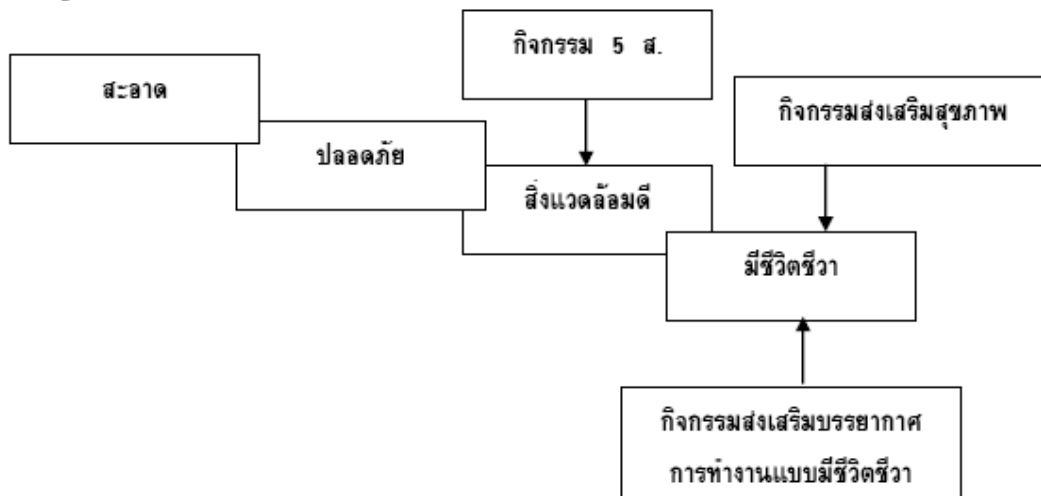 กิจกรรม 5 ส.
สะอาด
กิจกรรมส่งเสริมสุขภาพ
ปลอดภัย
สิ่งแวดล้อมดี
มีชีวิตชีวา
กิจกรรมส่งเสริมบรรยากาศ
การทำงานแบบมีชีวิตชีวา